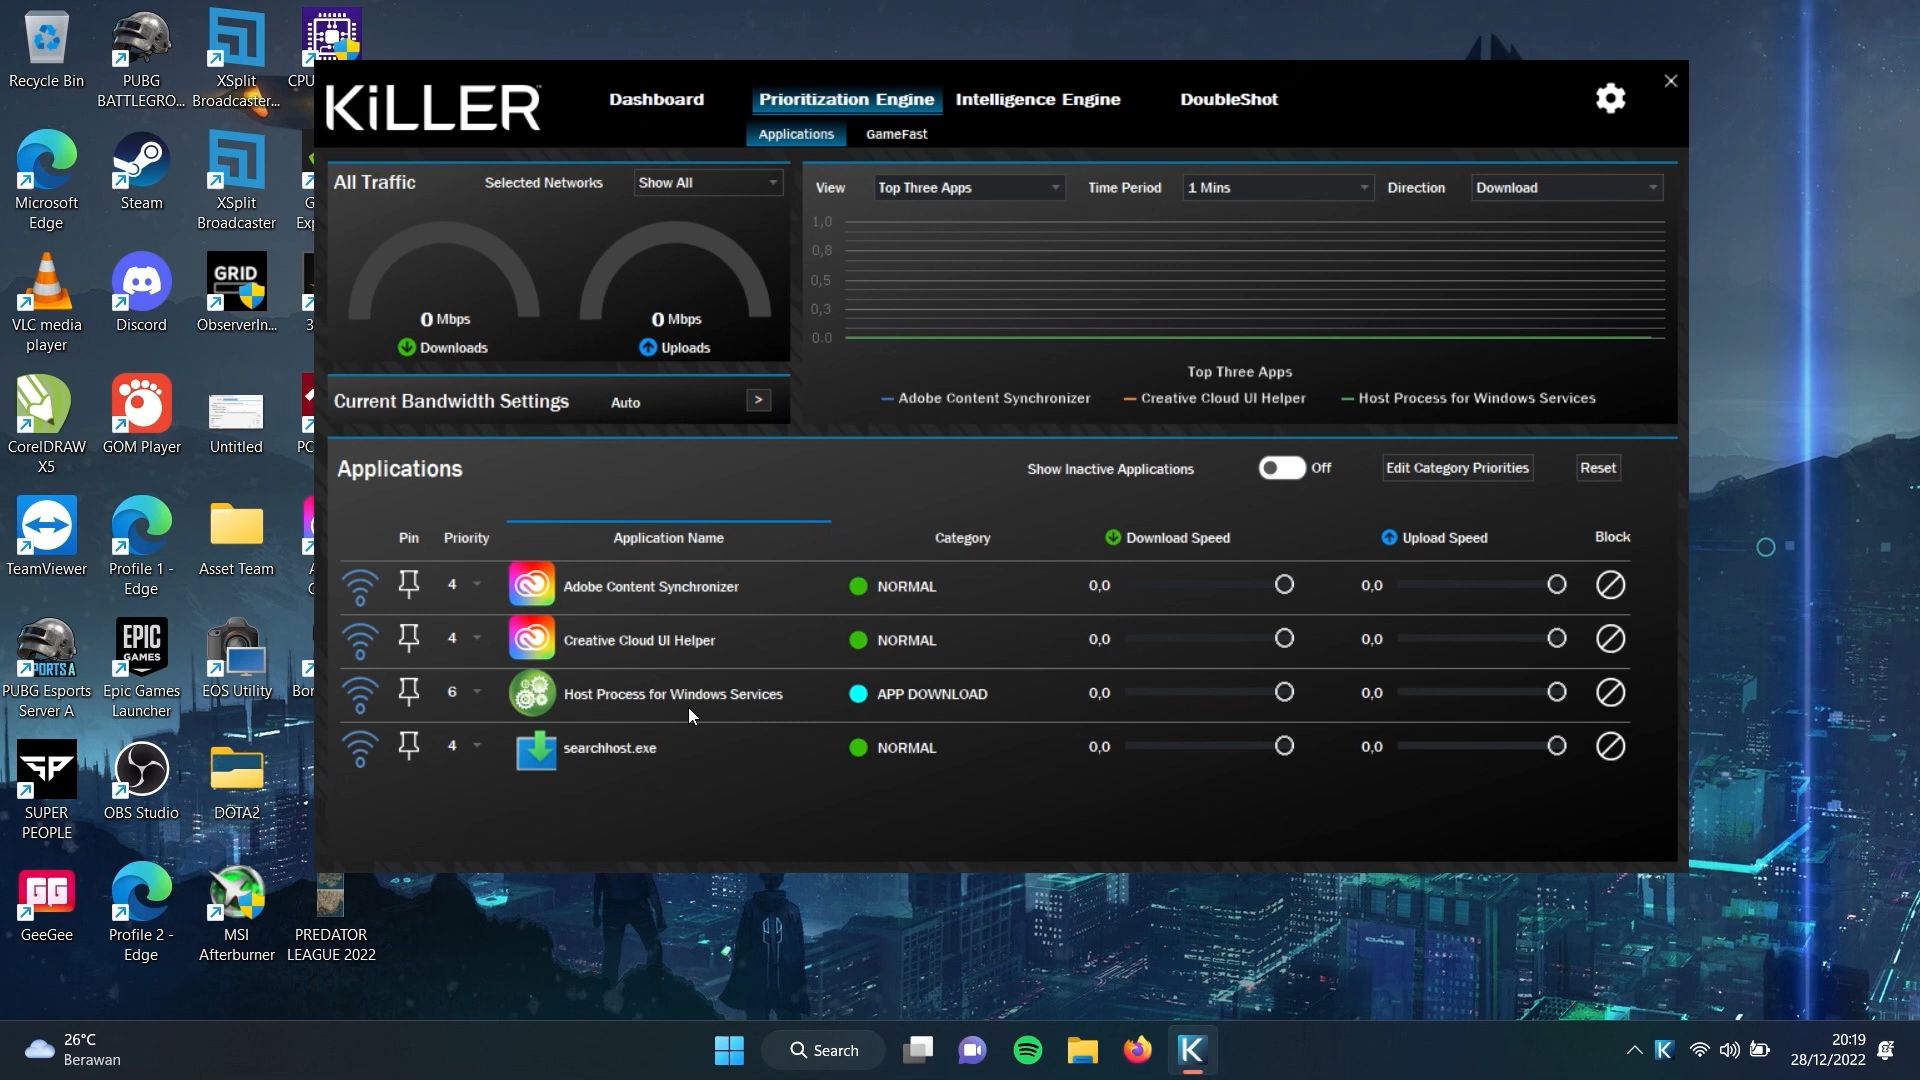 Recycle Bin
PUBG
BATTLEGRO...
XSplit
Broadcaster...
CPU
Microsoft
Edge
Steam
XSplit
Broadcaster
G
Exp
VLC media
player
Discord
GRID
ObserverIn...
3
CorelDRAW
X5
GOM Player
Untitled
PC
TeamViewer
Profile 1 -
Edge
Asset Team
A
C
PORTS A
PUBG Esports
Server A
EPIC
GAMES
Epic Games
Launcher
EOS Utility
Bor
SUPER
PEOPLE
OBS Studio
DOTA2
GG
GeeGee
Profile 2 -
Edge
MSI
Afterburner
PREDATOR
LEAGUE 2022
KiLLER
Dashboard
Prioritization Engine
Intelligence Engine
DoubleShot
Applications
GameFast
All Traffic
Selected Networks
Show All
0 Mbps
Downloads
0 Mbps
Uploads
Current Bandwidth Settings
Auto
>
View
Top Three Apps
Time Period
1 Mins
Direction
Download
1,0
0,8
0,5
0,3
0.0
Top Three Apps
Adobe Content Synchronizer
Creative Cloud UI Helper
Host Process for Windows Services
Applications
Show Inactive Applications
Off
Edit Category Priorities
Reset
Pin
Priority
Application Name
Category
Download Speed
Upload Speed
Block
4 Adobe Content Synchronizer NORMAL 0,0 0,0
4 Creative Cloud UI Helper NORMAL 0,0 0,0
6 Host Process for Windows Services APP DOWNLOAD 0,0 0,0
4 searchhost.exe NORMAL 0,0 0,0
26°C
Berawan
Search
K
K
20:19
28/12/2022